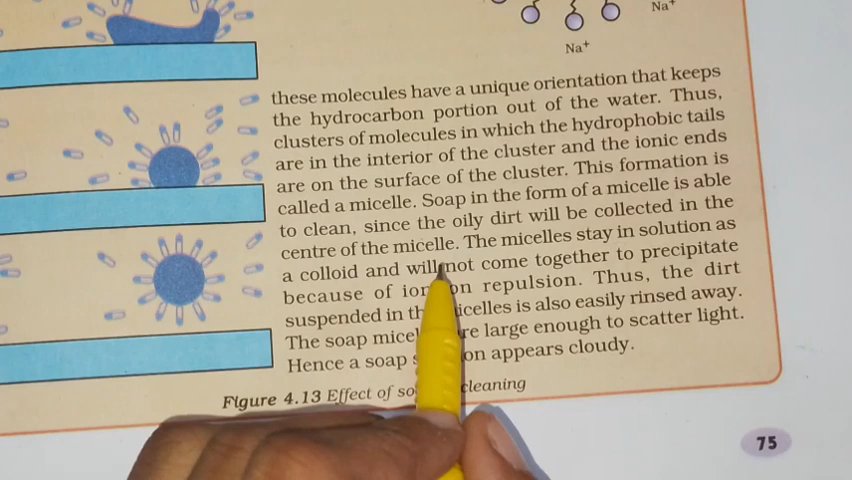 Na⁺
Na⁺
these molecules have a unique orientation that keeps
the hydrocarbon portion out of the water. Thus,
clusters of molecules in which the hydrophobic tails
are in the interior of the cluster and the ionic ends
are on the surface of the cluster. This formation is
called a micelle. Soap in the form of a micelle is able
to clean, since the oily dirt will be collected in the
centre of the micelle. The micelles stay in solution as
a colloid and will not come together to precipitate
because of ion-ion repulsion. Thus, the dirt
suspended in the micelles is also easily rinsed away.
The soap micelles are large enough to scatter light.
Hence a soap solution appears cloudy.
Figure 4.13 Effect of so cleaning
75